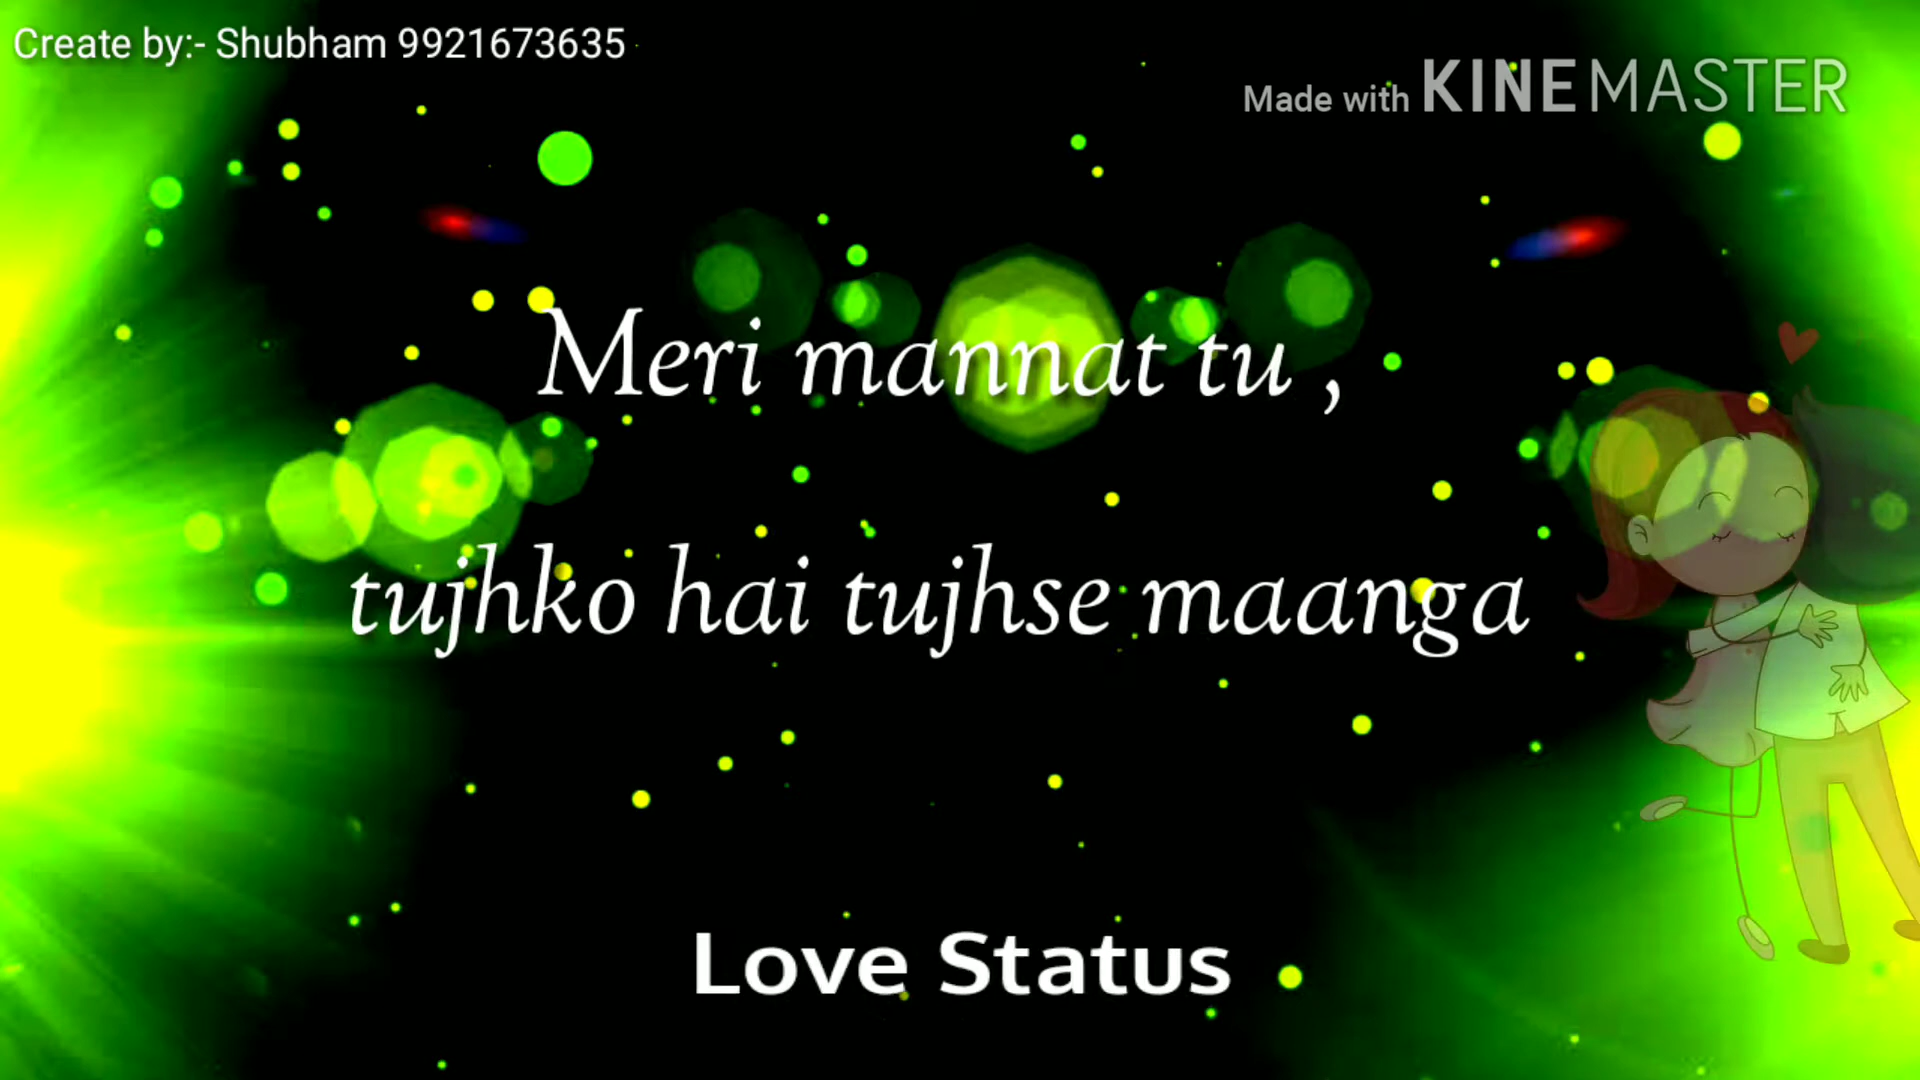 Create by:- Shubham 9921673635
Made with KINEMASTER
Meri mannat tu ,
tujhko hai tujhse maanga
Love Status